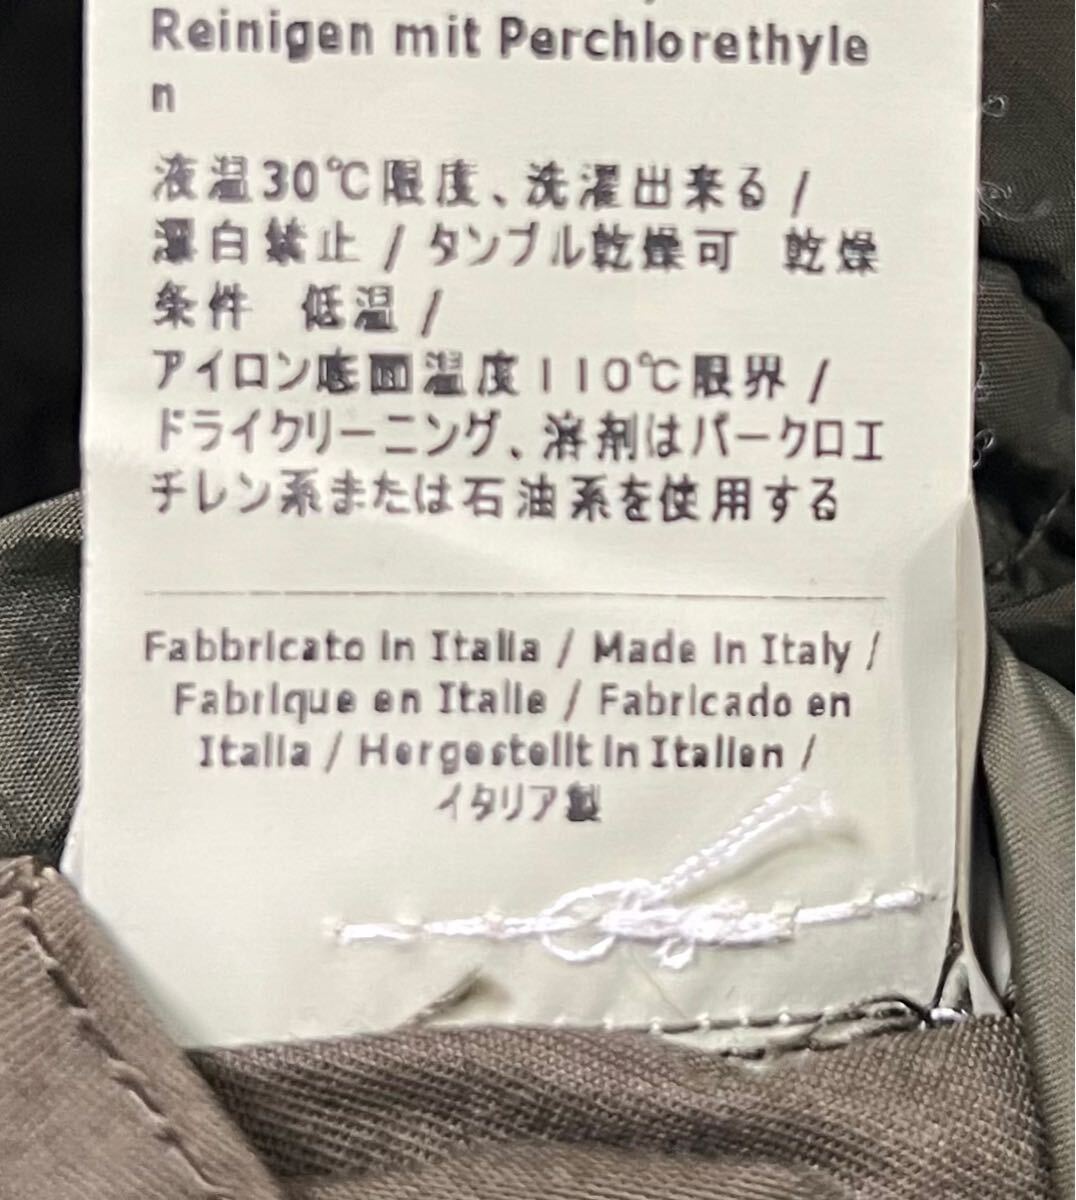 Reinigen mit Perchlorethyle
n
液温30℃限度、洗濯出来る /
漂白禁止 / タンブル乾燥可　乾燥
条件　低温 /
アイロン底面温度110℃限界 /
ドライクリーニング、溶剤はパークロエ
チレン系または石油系を使用する
Fabbricato in Italia / Made in Italy /
Fabrique en Italie / Fabricado en
Italia / Hergestellt in Italien /
イタリア製